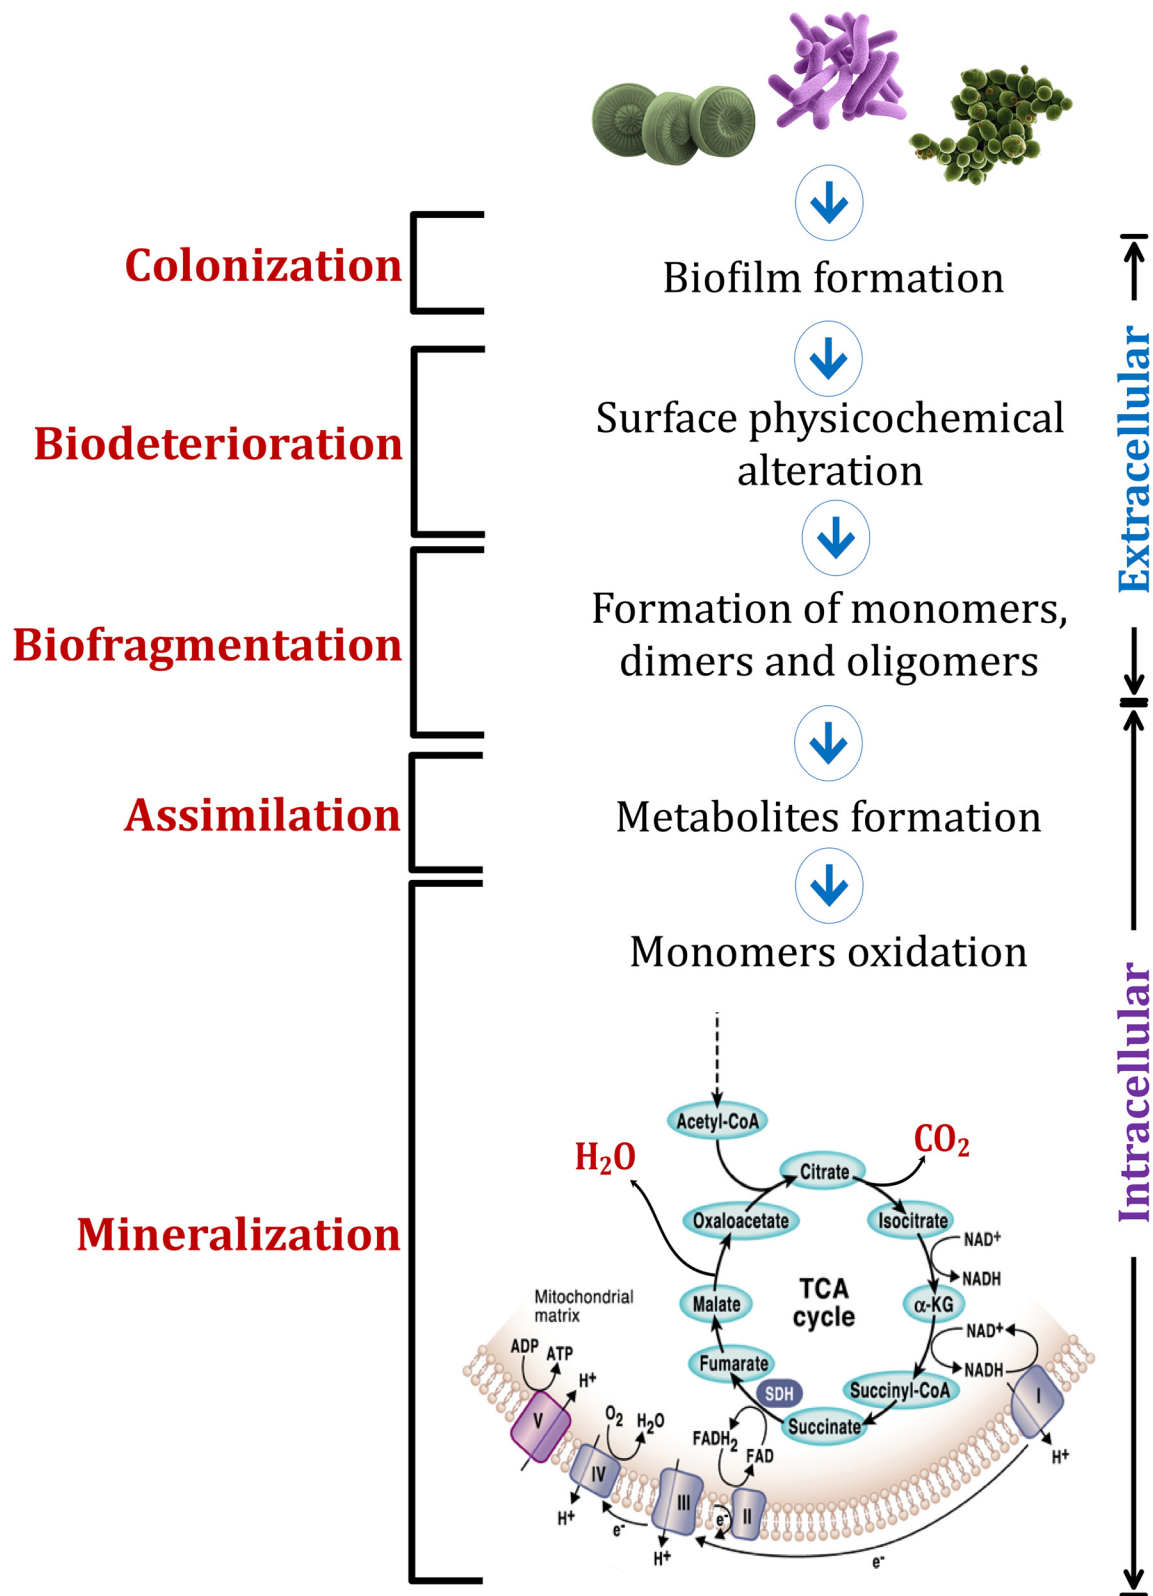 Colonization
Biofilm formation
Biodeterioration
Surface physicochemical
alteration
Biofragmentation
Formation of monomers,
dimers and oligomers
Extracellular
Assimilation
Metabolites formation
Monomers oxidation
Intracellular
Mineralization
Acetyl-CoA
H₂O
CO₂
Citrate
Oxaloacetate
Isocitrate
NAD⁺
NADH
TCA
cycle
Malate
α-KG
Mitochondrial
matrix
NAD⁺
NADH
ADP
ATP
Fumarate
SDH
Succinyl-CoA
Succinate
H⁺
V
O₂
H₂O
FADH₂
FAD
I
H⁺
IV
III
e⁻
II
H⁺
e⁻
H⁺
e⁻